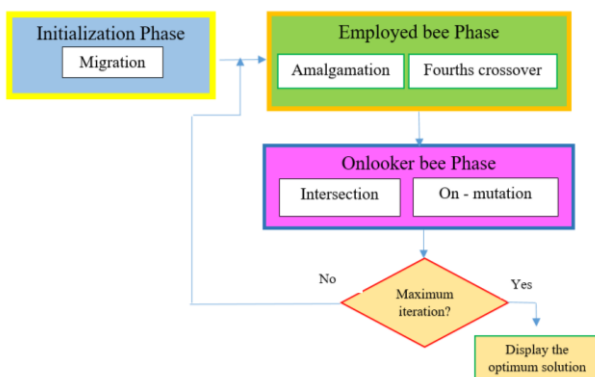 Initialization Phase
Migration
Employed bee Phase
Amalgamation
Fourths crossover
Onlooker bee Phase
Intersection
On - mutation
No
Maximum
iteration?
Yes
Display the
optimum solution